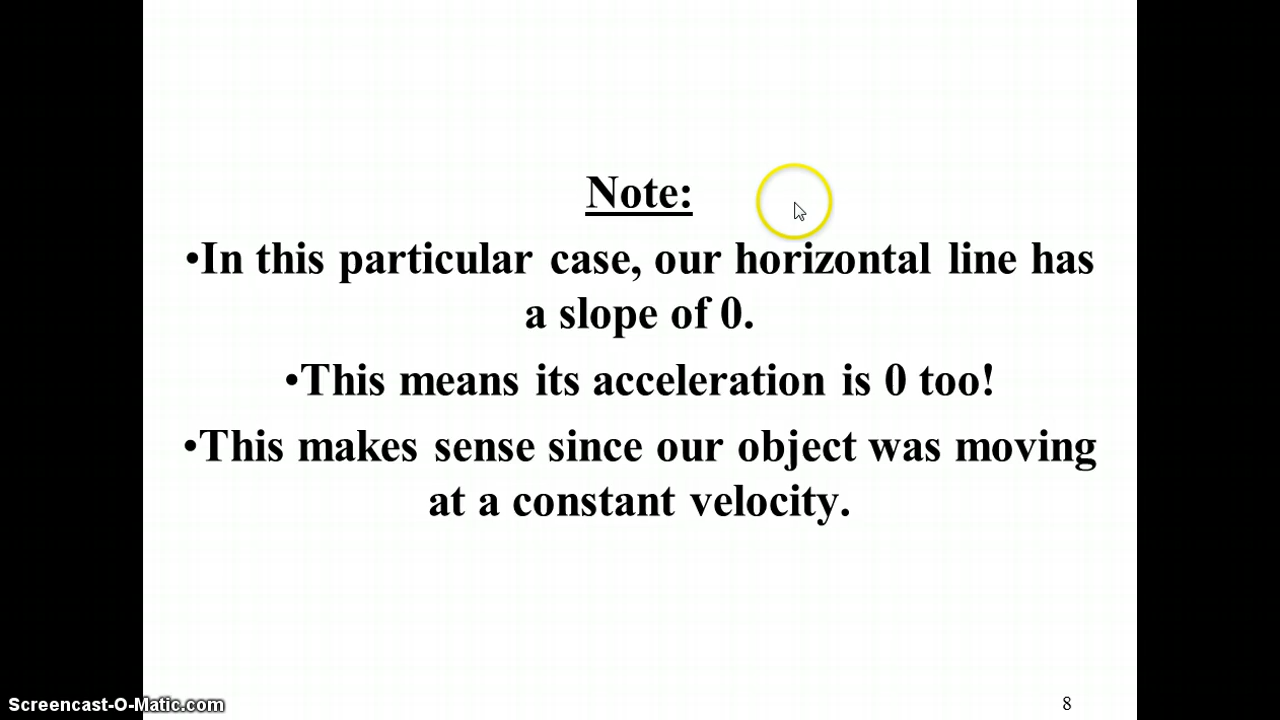 Note:
•In this particular case, our horizontal line has
a slope of 0.
•This means its acceleration is 0 too!
•This makes sense since our object was moving
at a constant velocity.
Screencast-O-Matic.com
8